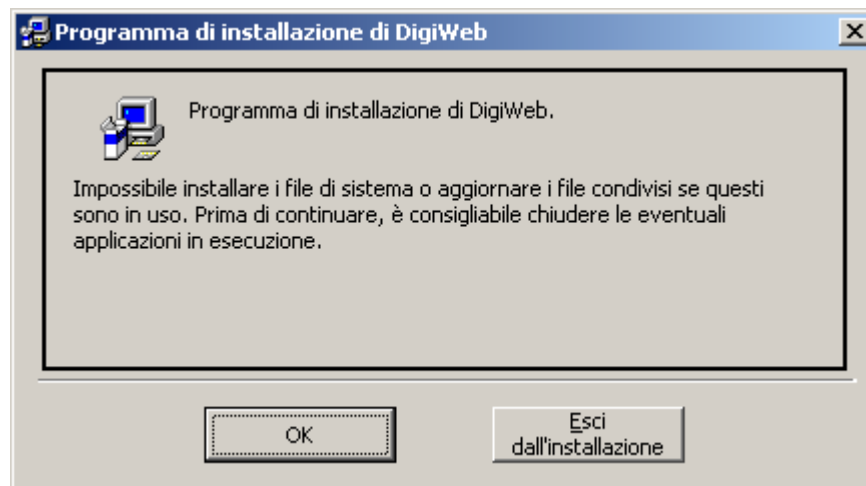 Programma di installazione di DigiWeb
Programma di installazione di DigiWeb.
Impossibile installare i file di sistema o aggiornare i file condivisi se questi
sono in uso. Prima di continuare, è consigliabile chiudere le eventuali
applicazioni in esecuzione.
OK
Esci
dall'installazione